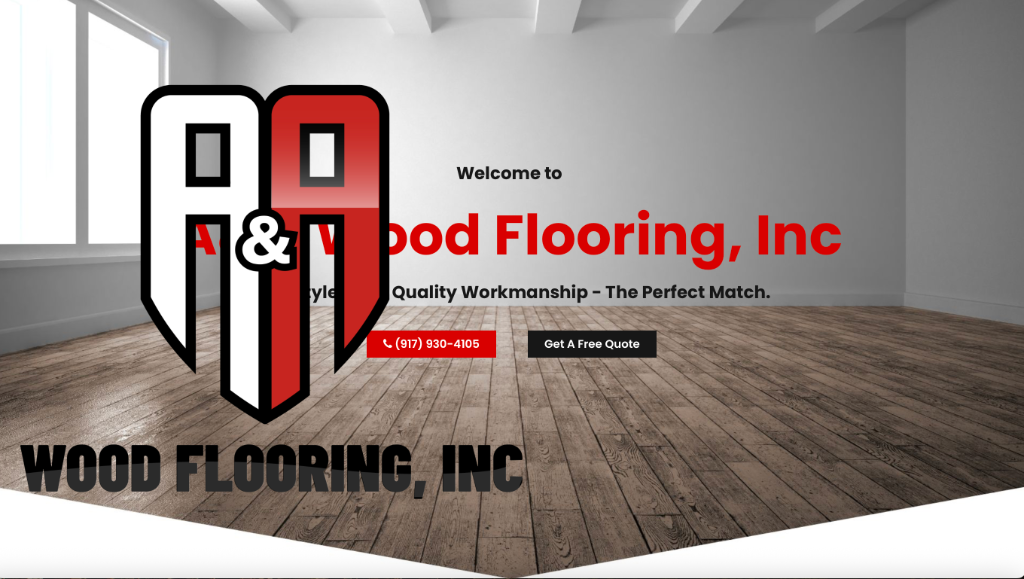 Welcome to
A&A Wood Flooring, Inc
Quality Workmanship - The Perfect Match.
(917) 930-4105
Get A Free Quote
A&A
WOOD FLOORING, INC